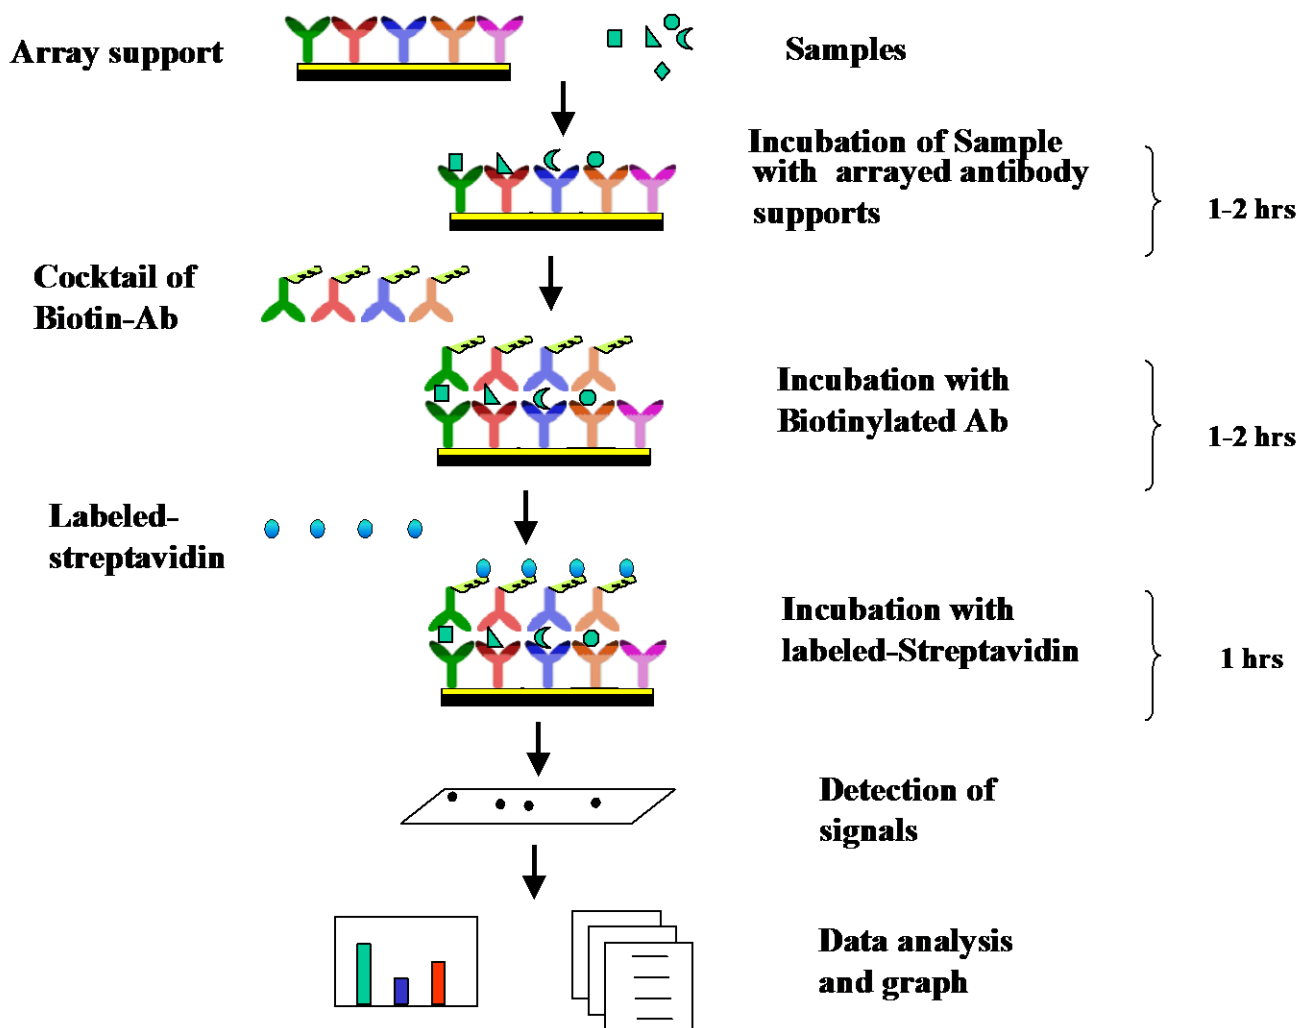 Array support
Samples
Incubation of Sample
with arrayed antibody
supports
1-2 hrs
Cocktail of
Biotin-Ab
Incubation with
Biotinylated Ab
1-2 hrs
Labeled-
streptavidin
Incubation with
labeled-Streptavidin
1 hrs
Detection of
signals
Data analysis
and graph